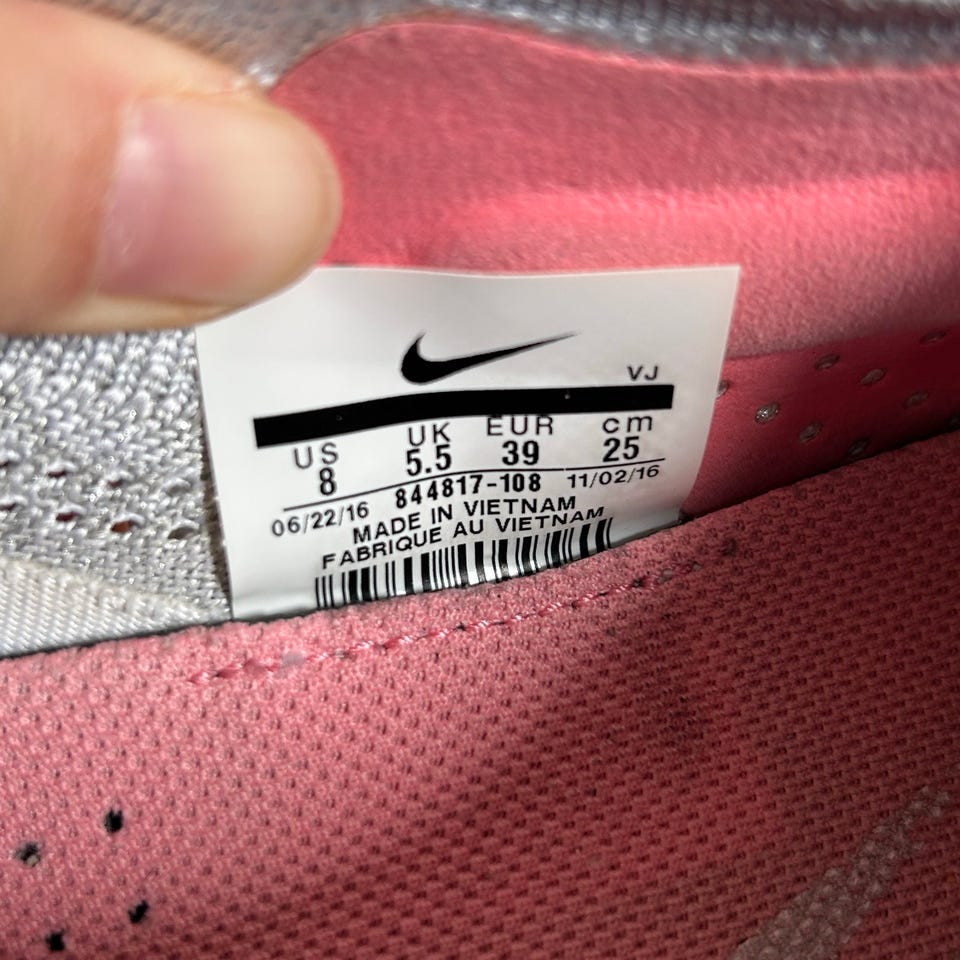 VJ
US UK EUR cm
8 5.5 39 25
06/22/16 844817-108 11/02/16
MADE IN VIETNAM
FABRIQUE AU VIETNAM